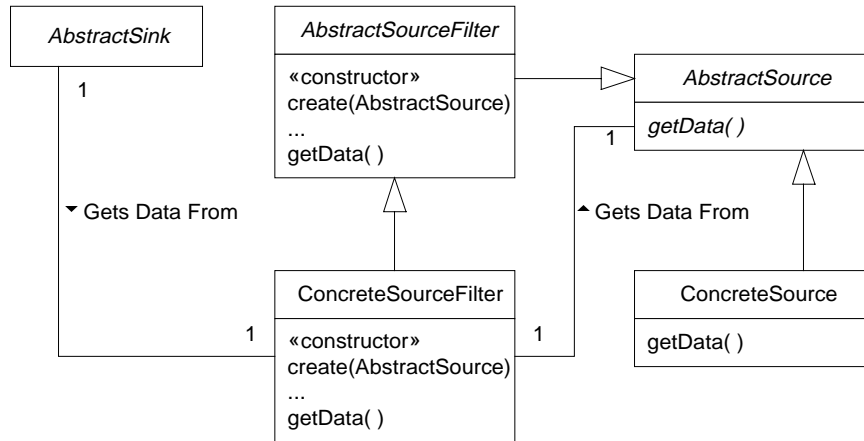 AbstractSink
1
AbstractSourceFilter
«constructor»
create(AbstractSource)
...
getData( )
AbstractSource
getData( )
1
Gets Data From
Gets Data From
1
ConcreteSourceFilter
«constructor»
create(AbstractSource)
...
getData( )
1
ConcreteSource
getData( )